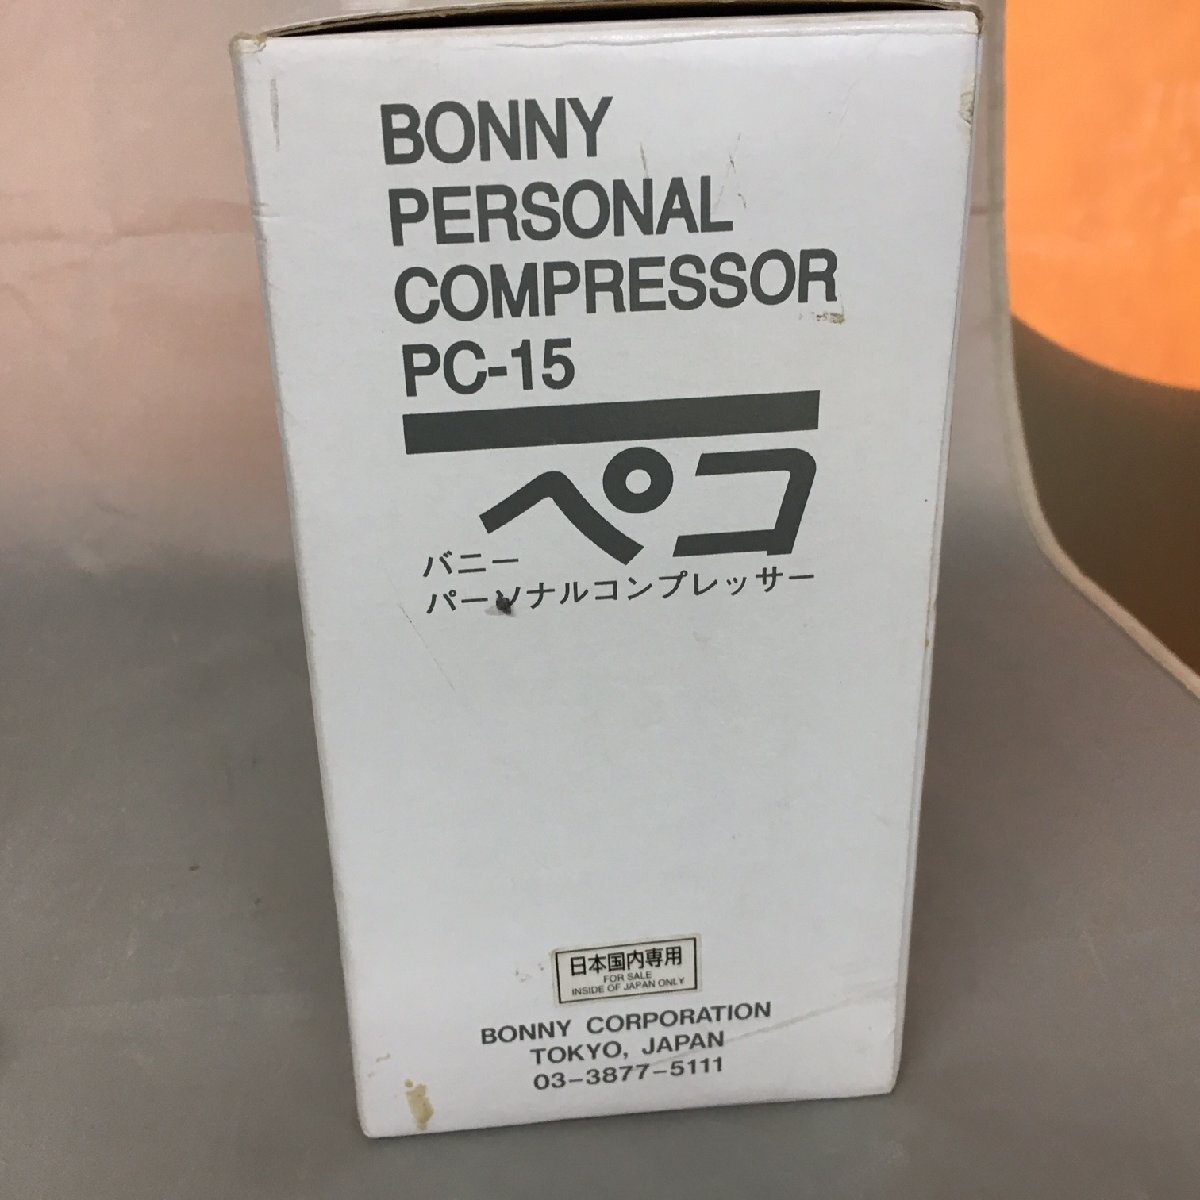 BONNY
PERSONAL
COMPRESSOR
PC-15
ペコ
バニー
パーソナルコンプレッサー
日本国内専用
FOR SALE
INSIDE OF JAPAN ONLY
BONNY CORPORATION
TOKYO, JAPAN
03-3877-5111